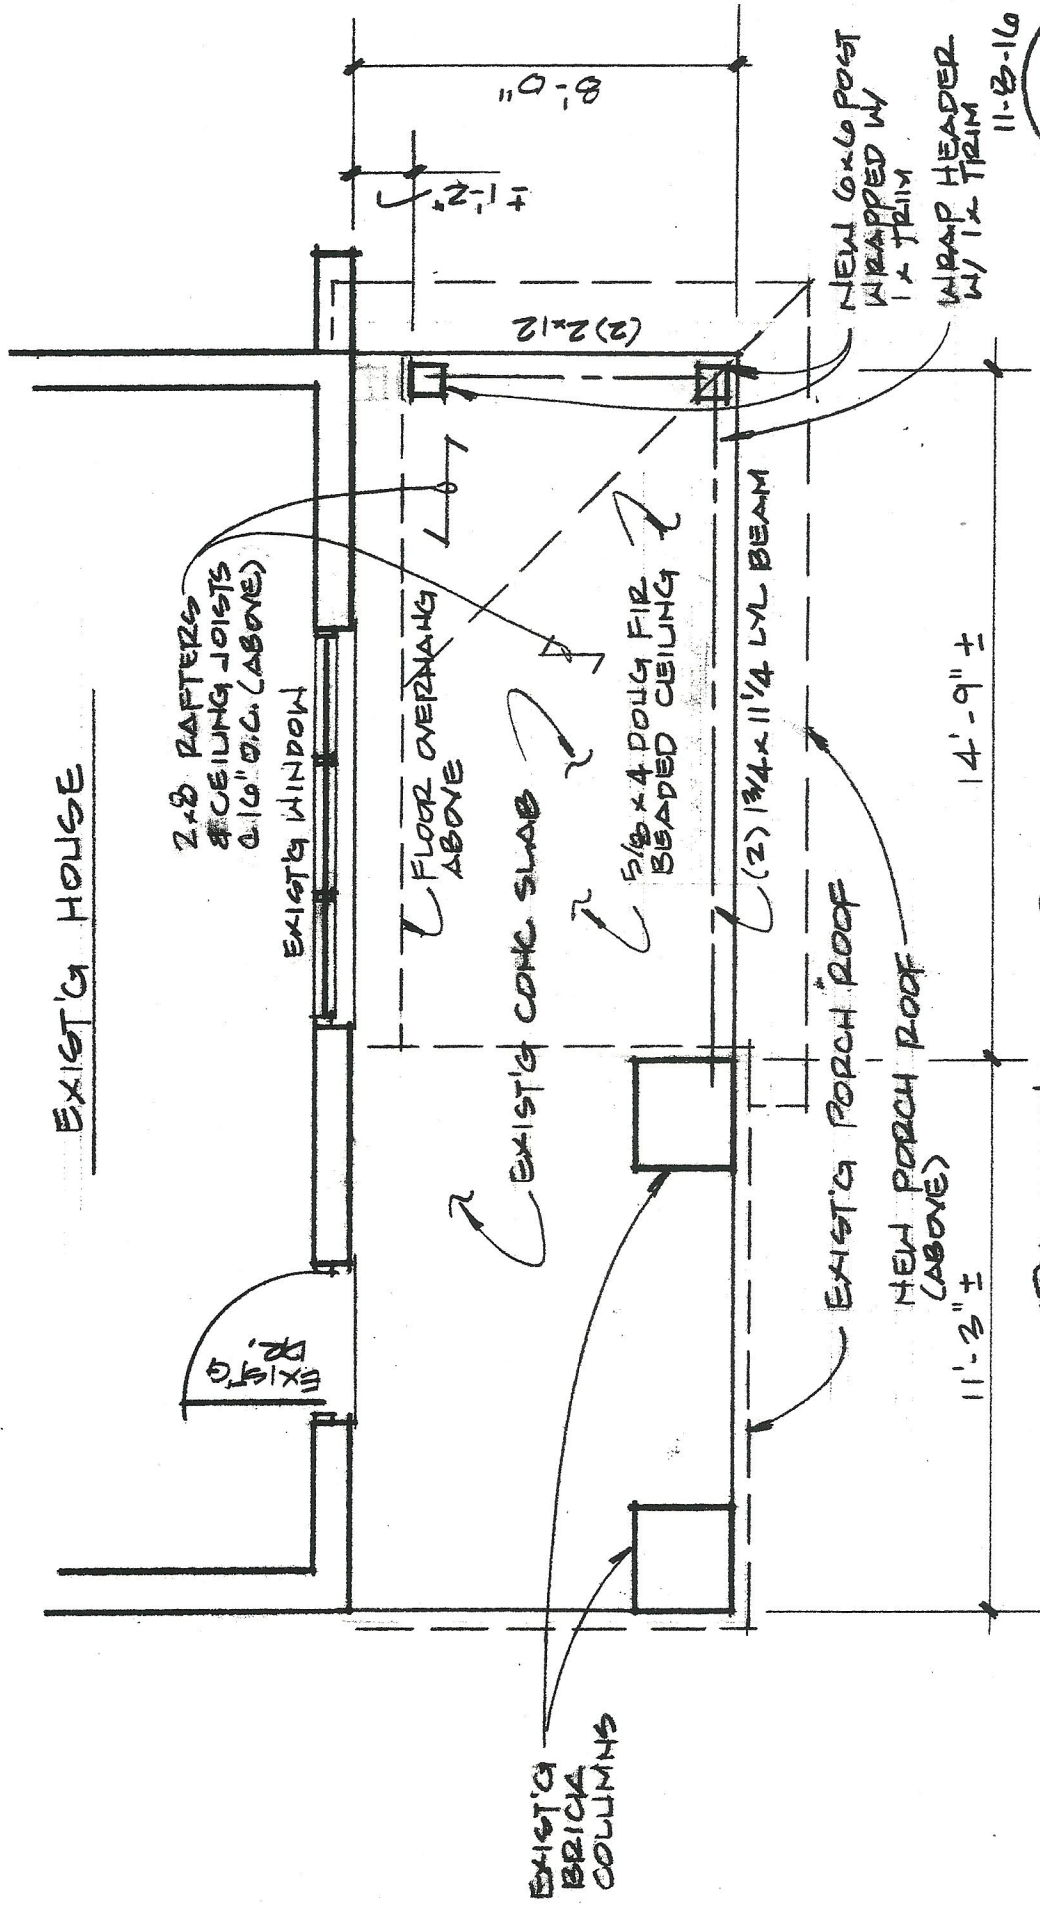 EXIST'G HOUSE
2x8 RAFTERS
& CEILING JOISTS
@ 16" O.C. (ABOVE)
EXIST'G WINDOW
EXIST'G
DR.
FLOOR OVERHANG
ABOVE
EXIST'G CONC SLAB
5/8 x 4 DOUG FIR
BEADED CEILING
(2) 1 3/4 x 11 1/4 LVL BEAM
(2) 2x12
±1'-2"
8'-0"
EXIST'G
BRICK
COLUMNS
EXIST'G PORCH ROOF
NEW PORCH ROOF
(ABOVE)
NEW 6x6 POST
WRAPPED W/
1x TRIM
WRAP HEADER
W/ 1x TRIM
11'-3" ±
14'-9" ±
11-8-16